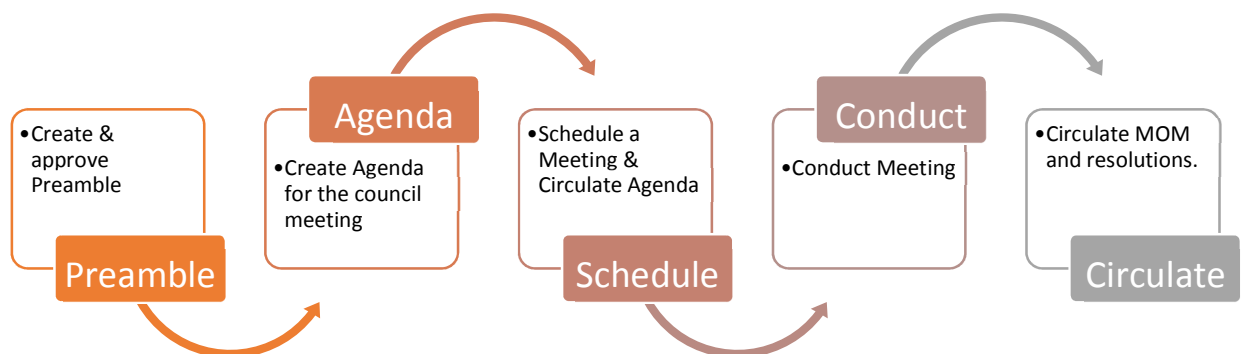 •Create &
approve
Preamble
Preamble
Agenda
•Create Agenda
for the council
meeting
•Schedule a
Meeting &
Circulate Agenda
Schedule
Conduct
•Conduct Meeting
•Circulate MOM
and resolutions.
Circulate